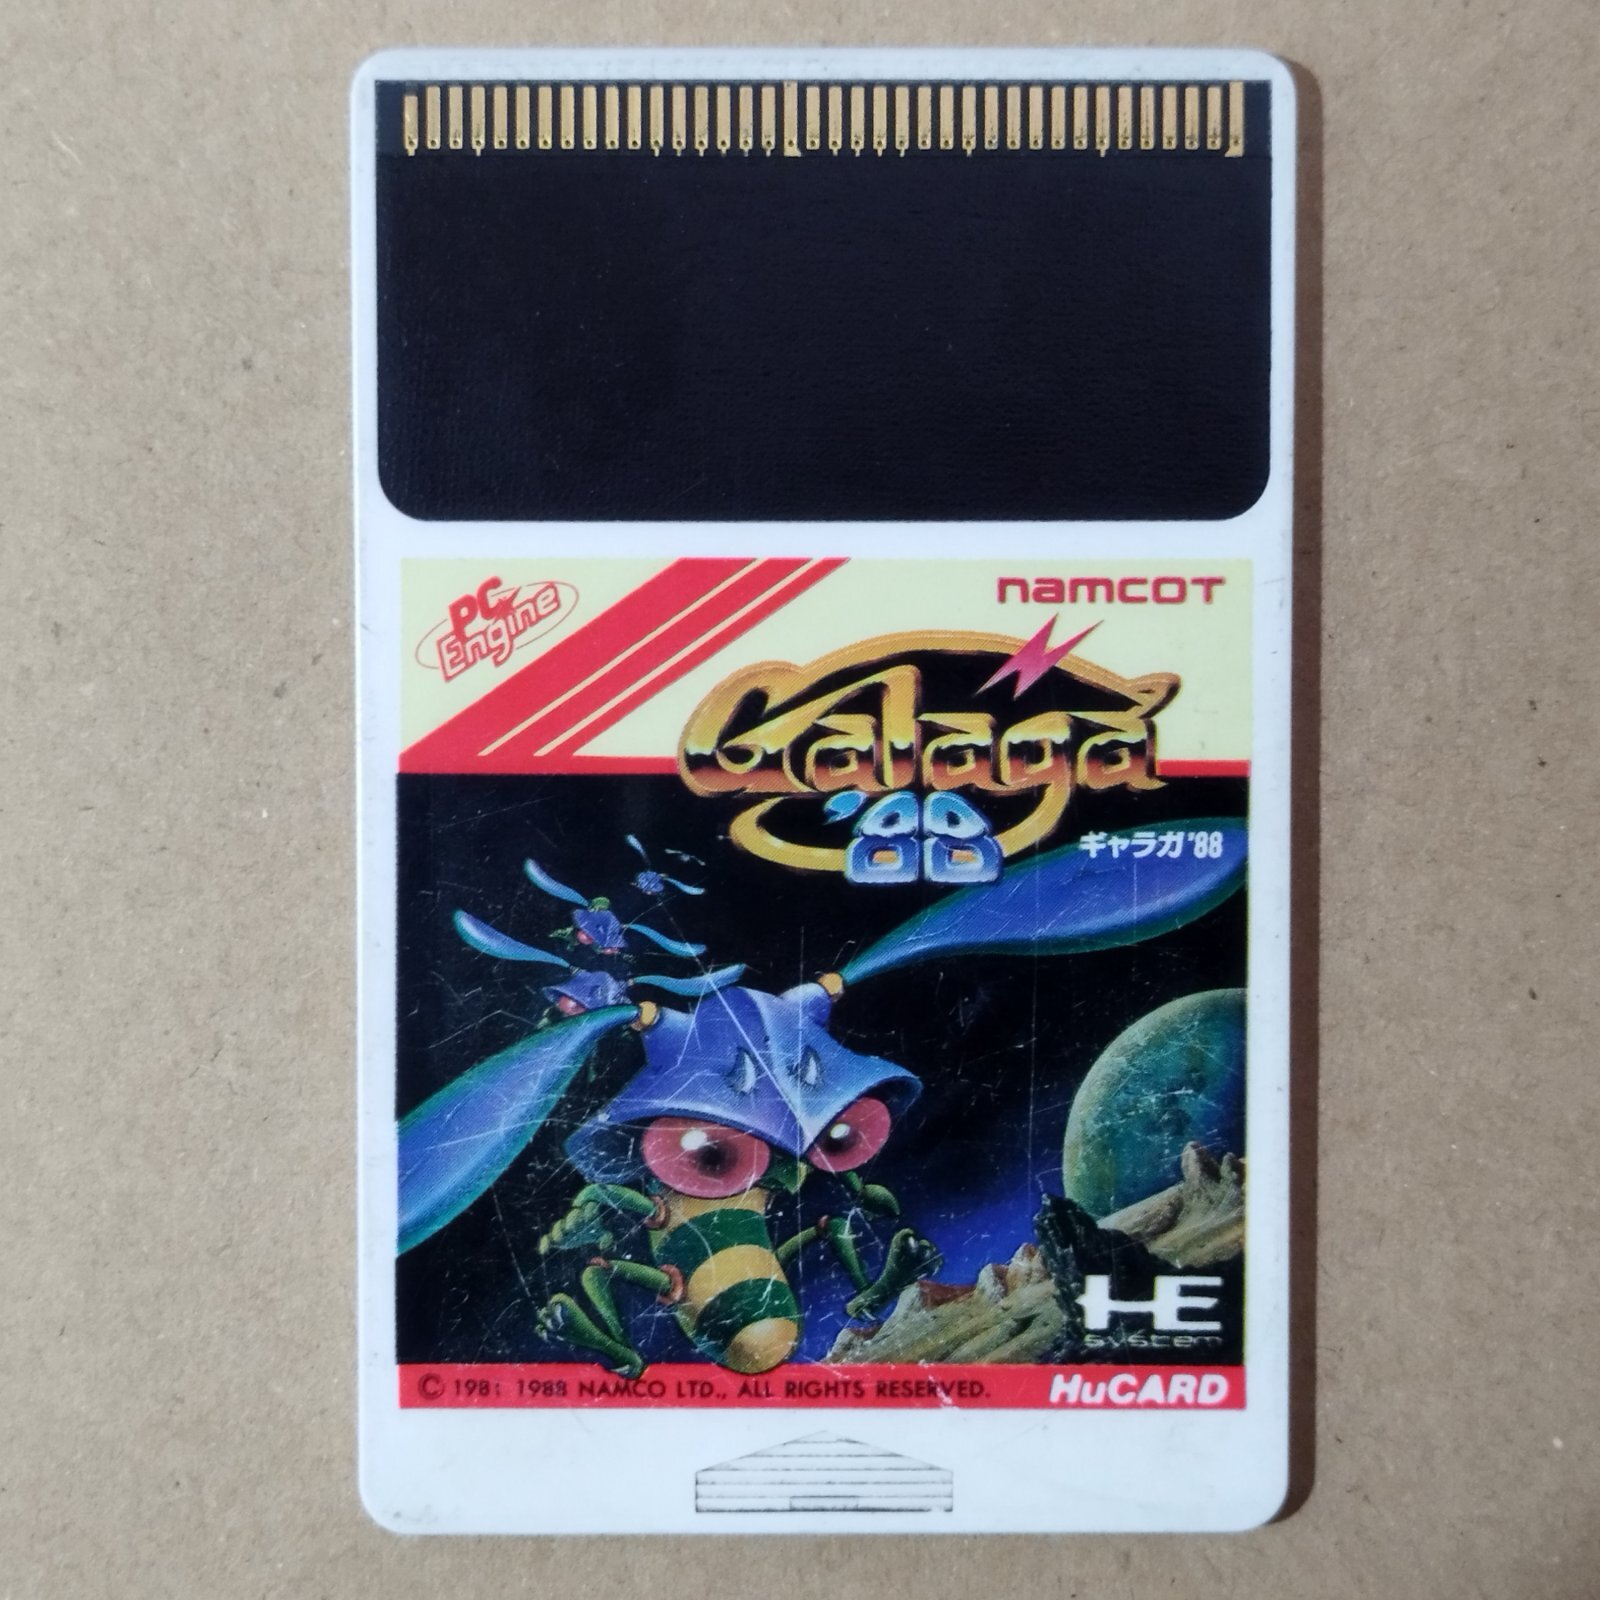 PC Engine
namcot
Galaga
'88
ギャラガ'88
HE
system
© 1981 1988 NAMCO LTD., ALL RIGHTS RESERVED.
HuCARD